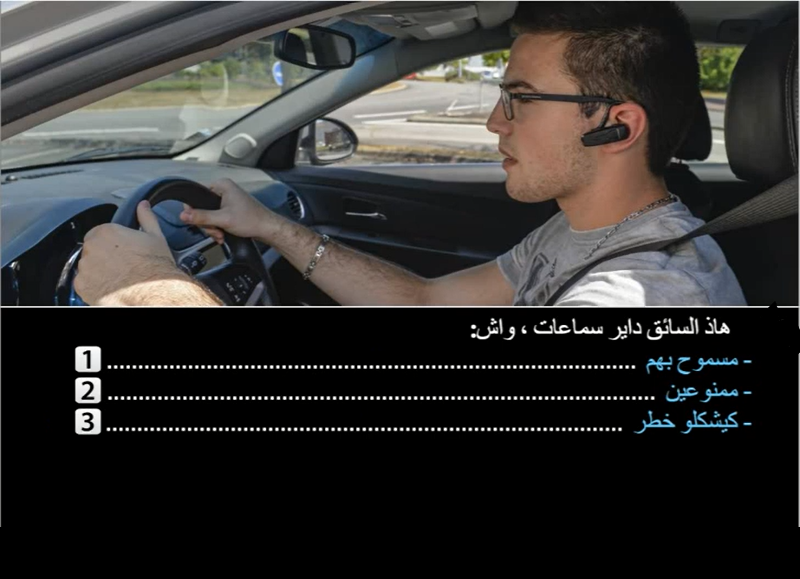 هاذ السائق داير سماعات ، واش:
- مسموح بهم ........................................ 1
- ممنوعين ........................................ 2
- كيشكلو خطر ........................................ 3